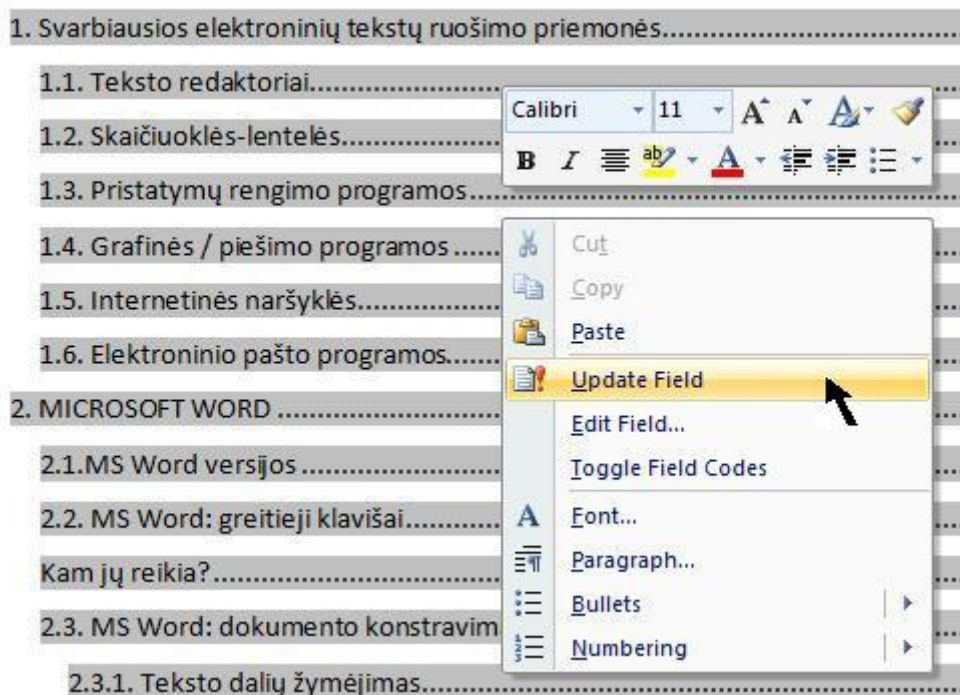 1. Svarbiausios elektroninių tekstų ruošimo priemonės
1.1. Teksto redaktoriai
1.2. Skaičiuoklės-lentelės
1.3. Pristatymų rengimo programos
1.4. Grafinės / piešimo programos
1.5. Internetinės naršyklės
1.6. Elektroninio pašto programos
2. MICROSOFT WORD
2.1.MS Word versijos
2.2. MS Word: greitieji klavišai
Kam jų reikia?
2.3. MS Word: dokumento konstravim
2.3.1. Teksto dalių žymėjimas
Calibri 11 A A A
B I ab A
Cut
Copy
Paste
Update Field
Edit Field...
Toggle Field Codes
A Font...
Paragraph...
Bullets
Numbering